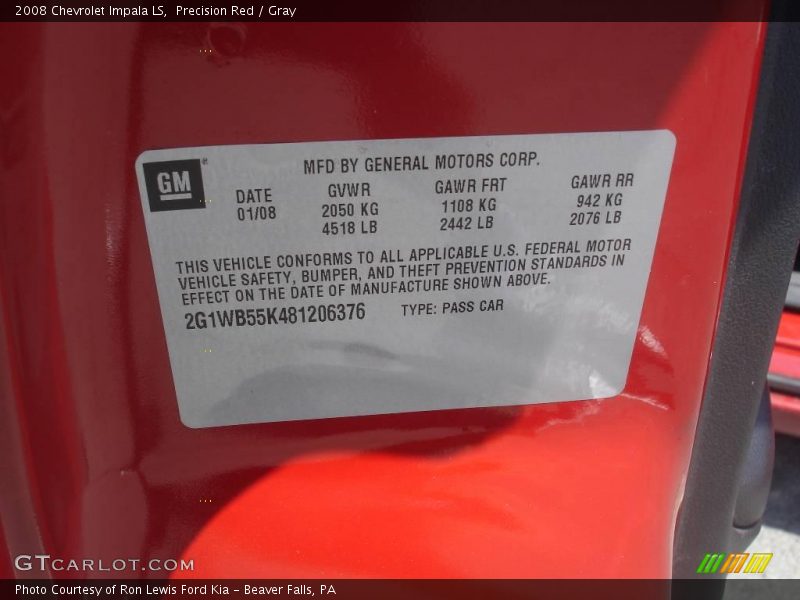 2008 Chevrolet Impala LS, Precision Red / Gray
GM
MFD BY GENERAL MOTORS CORP.
DATE GVWR GAWR FRT GAWR RR
01/08 2050 KG 1108 KG 942 KG
4518 LB 2442 LB 2076 LB
THIS VEHICLE CONFORMS TO ALL APPLICABLE U.S. FEDERAL MOTOR
VEHICLE SAFETY, BUMPER, AND THEFT PREVENTION STANDARDS IN
EFFECT ON THE DATE OF MANUFACTURE SHOWN ABOVE.
2G1WB55K481206376 TYPE: PASS CAR
GTCARLOT.COM
Photo Courtesy of Ron Lewis Ford Kia – Beaver Falls, PA